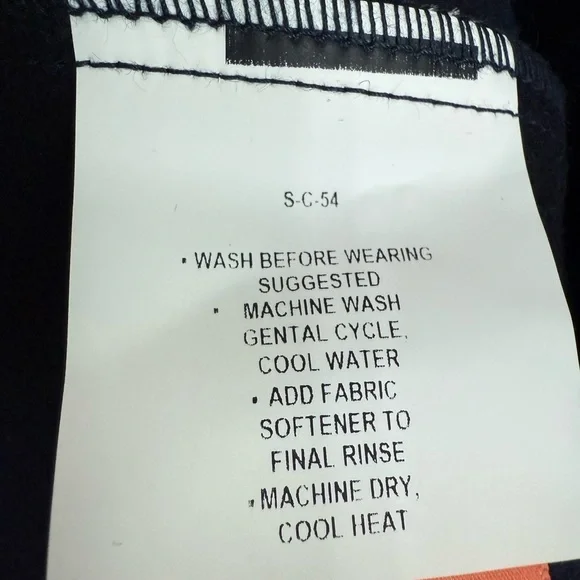 S-C-54
• WASH BEFORE WEARING
SUGGESTED
• MACHINE WASH
GENTAL CYCLE,
COOL WATER
• ADD FABRIC
SOFTENER TO
FINAL RINSE
• MACHINE DRY,
COOL HEAT